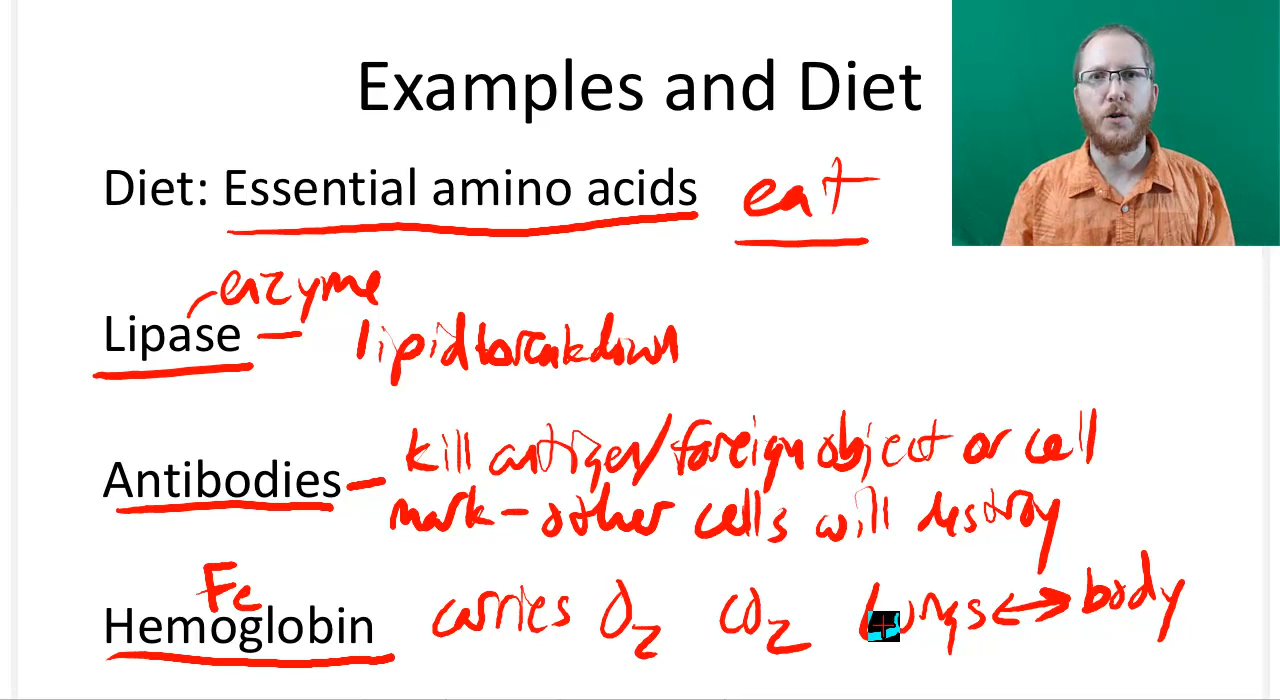 Examples and Diet
Diet: Essential amino acids eat
enzyme
Lipase – lipid breakdown
kill antigen/foreign object or cell
Antibodies –
mark – other cells will destroy
Fe
Hemoglobin carries O2 CO2 lungs ↔ body